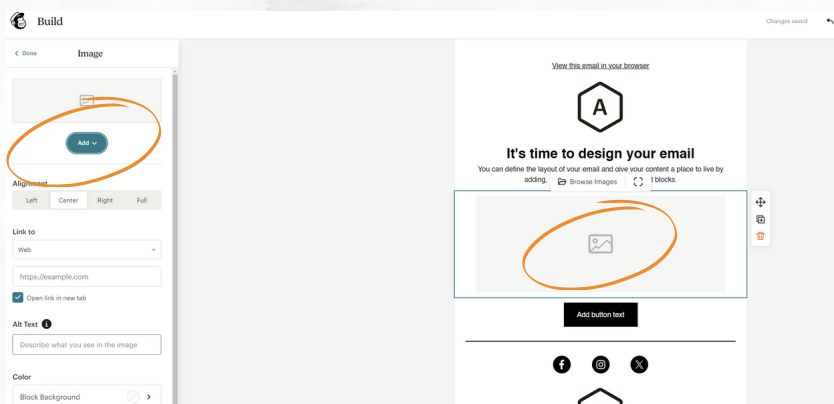 Build
Changes saved
< Done
Image
Add
Alignment
Left Center Right Full
Link to
Web
https://example.com
Open link in new tab
Alt Text i
Describe what you see in the image
Color
Block Background
View this email in your browser
A
It's time to design your email
You can define the layout of your email and give your content a place to live by
adding, t blocks.
Browse Images
Add button text